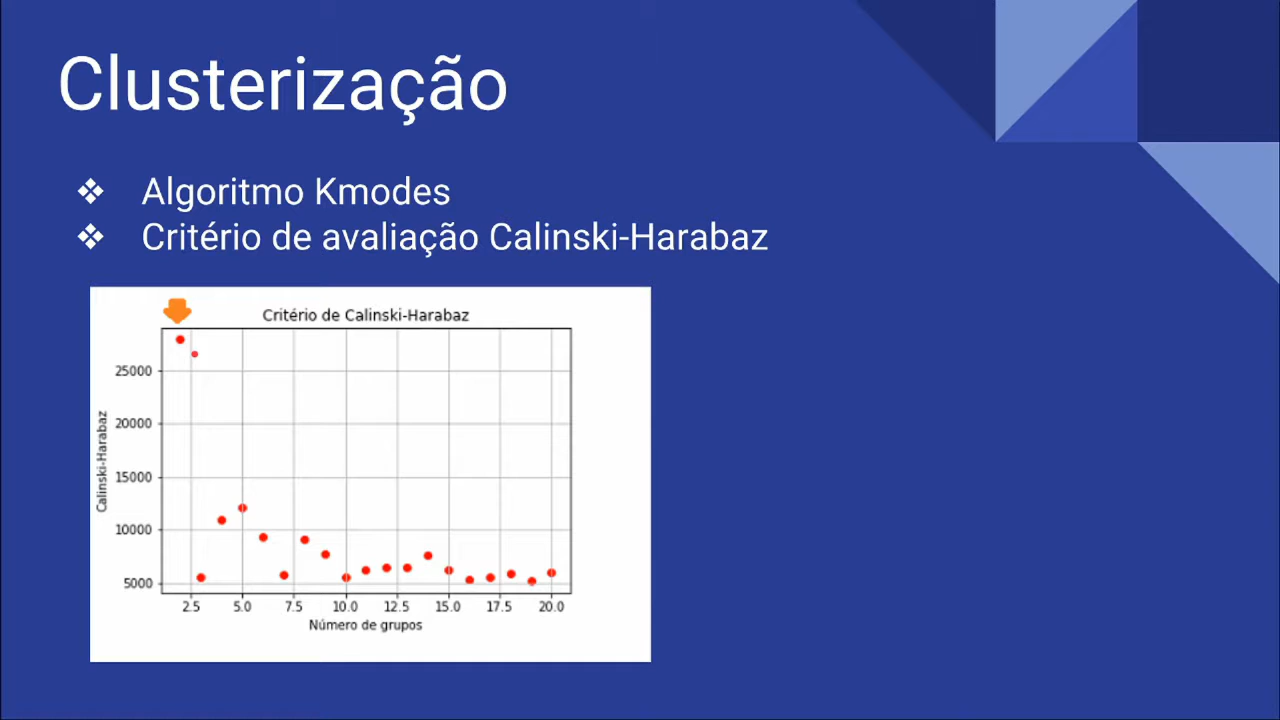 Clusterização
❖ Algoritmo Kmodes
❖ Critério de avaliação Calinski-Harabaz
Critério de Calinski-Harabaz
Calinski-Harabaz
25000
20000
15000
10000
5000
2.5 5.0 7.5 10.0 12.5 15.0 17.5 20.0
Número de grupos